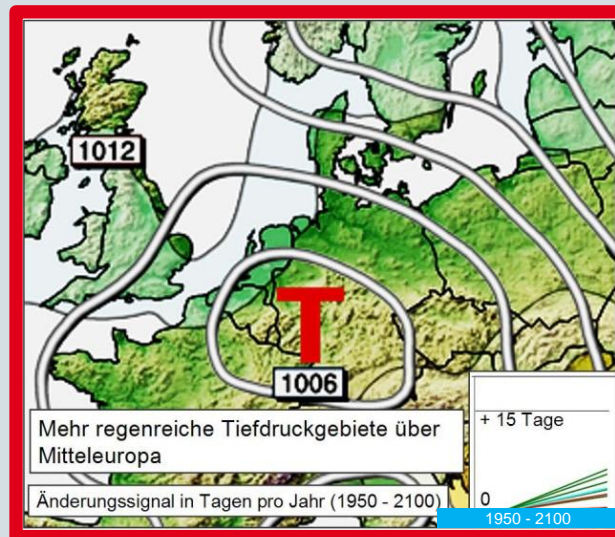 1012
T
1006
Mehr regenreiche Tiefdruckgebiete über
Mitteleuropa
Änderungssignal in Tagen pro Jahr (1950 - 2100)
+ 15 Tage
0
1950 - 2100